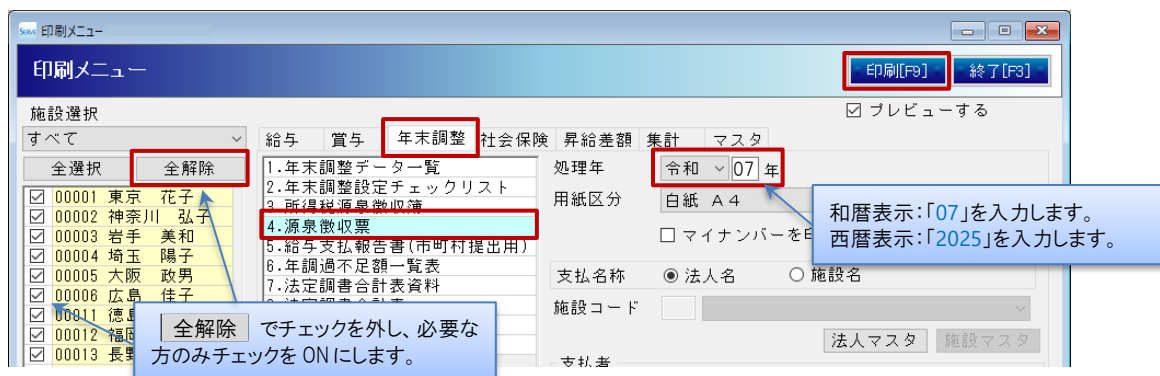 Serve 印刷メニュー
印刷メニュー
印刷[F9] 終了[F3]
施設選択
☑ プレビューする
すべて
給与 賞与 年末調整 社会保険 昇給差額 集計 マスタ
全選択 全解除
☑ 00001 東京 花子
☑ 00002 神奈川 弘子
☑ 00003 岩手 美和
☑ 00004 埼玉 陽子
☑ 00005 大阪 政男
☑ 00006 広島 佳子
☑ 00011 徳島
☑ 00012 福岡
☑ 00013 長野
1.年末調整データ一覧
2.年末調整設定チェックリスト
3.所得税源泉徴収簿
4.源泉徴収票
5.給与支払報告書(市町村提出用)
6.年調過不足額一覧表
7.法定調書合計表資料
処理年 令和 07 年
用紙区分 白紙 A4
□ マイナンバーを印
支払名称 ◉ 法人名 ○ 施設名
施設コード
法人マスタ 施設マスタ
支払者
和暦表示:「07」を入力します。
西暦表示:「2025」を入力します。
全解除 でチェックを外し、必要な
方のみチェックを ON にします。